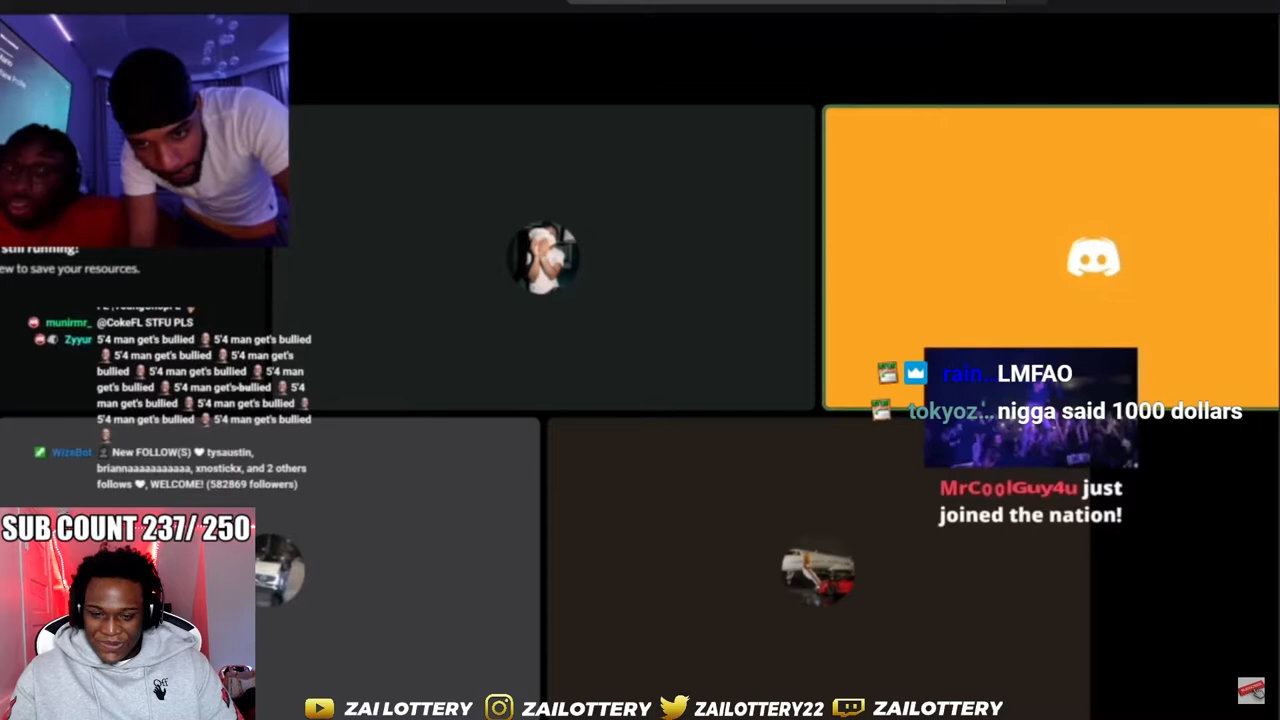 still running!
ew to save your resources.
munirmr_ @CokeFL STFU PLS
Zyyur 5'4 man get's bullied 5'4 man get's bullied
5'4 man get's bullied 5'4 man get's
bullied 5'4 man get's bullied 5'4 man
get's bullied 5'4 man get's bullied 5'4
man get's bullied 5'4 man get's bullied
5'4 man get's bullied 5'4 man get's bullied
WizeBot New FOLLOW(S) ♥ tysaustin,
briannaaaaaaaaaa, xnostickx, and 2 others
follows ♥, WELCOME! (582869 followers)
rain... LMFAO
tokyoz'... nigga said 1000 dollars
MrCoolGuy4u just
joined the nation!
SUB COUNT 237/ 250
Off
ZAI LOTTERY ZAILOTTERY ZAILOTTERY22 ZAILOTTERY